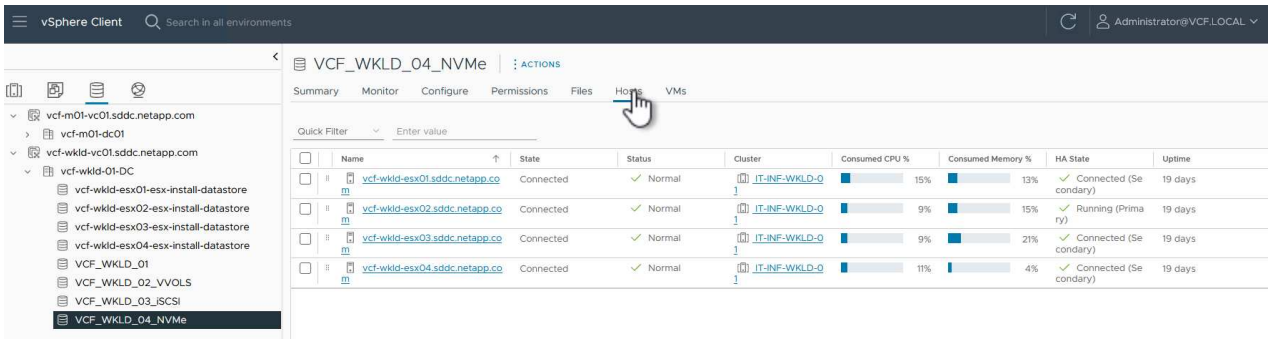 vSphere Client
Search in all environments
Administrator@VCF.LOCAL
VCF_WKLD_04_NVMe
ACTIONS
Summary Monitor Configure Permissions Files Hosts VMs
vcf-m01-vc01.sddc.netapp.com
vcf-m01-dc01
vcf-wkld-vc01.sddc.netapp.com
vcf-wkld-01-DC
vcf-wkld-esx01-esx-install-datastore
vcf-wkld-esx02-esx-install-datastore
vcf-wkld-esx03-esx-install-datastore
vcf-wkld-esx04-esx-install-datastore
VCF_WKLD_01
VCF_WKLD_02_VVOLS
VCF_WKLD_03_iSCSI
VCF_WKLD_04_NVMe
Quick Filter Enter value
Name State Status Cluster Consumed CPU % Consumed Memory % HA State Uptime
vcf-wkld-esx01.sddc.netapp.co Connected Normal IT-INF-WKLD-0 15% 13% Connected (Se 19 days
m 1 condary)
vcf-wkld-esx02.sddc.netapp.co Connected Normal IT-INF-WKLD-0 9% 15% Running (Prima 19 days
m 1 ry)
vcf-wkld-esx03.sddc.netapp.co Connected Normal IT-INF-WKLD-0 9% 21% Connected (Se 19 days
m 1 condary)
vcf-wkld-esx04.sddc.netapp.co Connected Normal IT-INF-WKLD-0 11% 4% Connected (Se 19 days
m 1 condary)